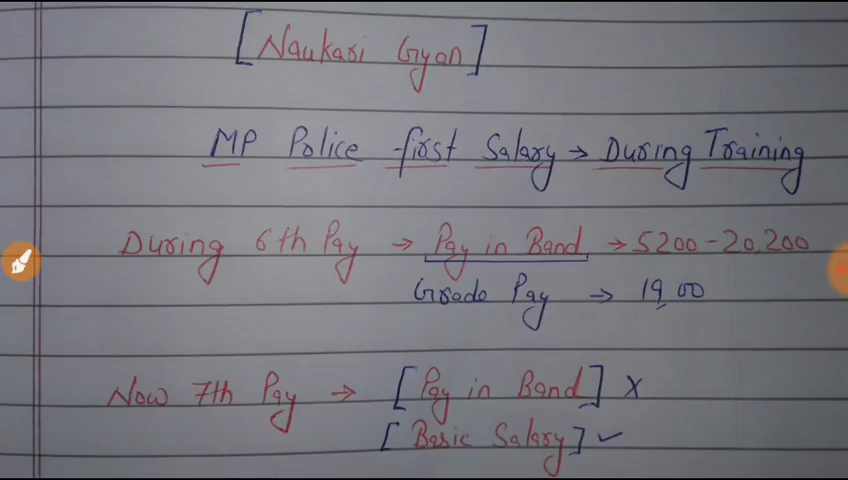 [Naukari Gyan]
MP Police first Salary → During Training
During 6th Pay → Pay in Band → 5200-20,200
Grade Pay → 1900
Now 7th Pay → [Pay in Band] ×
[Basic Salary] ✓